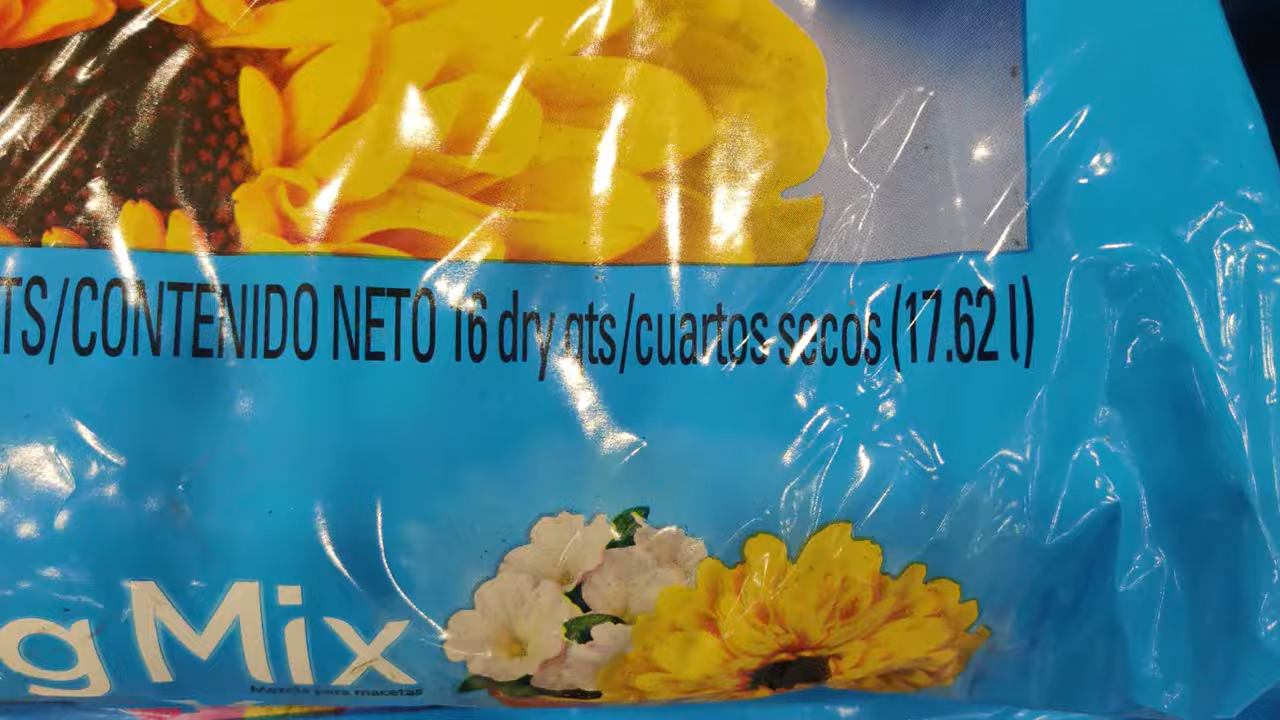 TS/CONTENIDO NETO 16 dry qts/cuartos secos (17.62 l)
g Mix
Mezcla para macetas